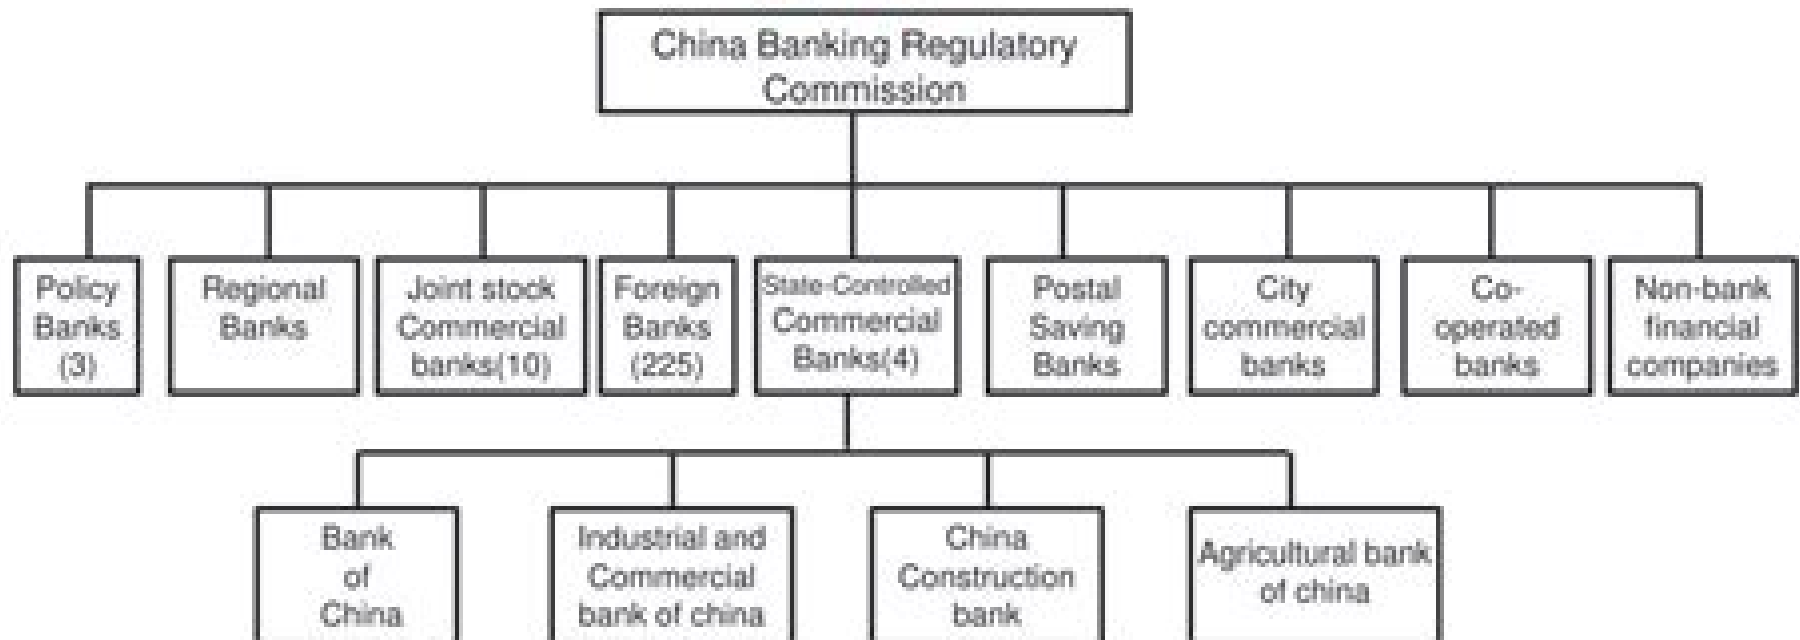 China Banking Regulatory
Commission
Policy
Banks
(3)
Regional
Banks
Joint stock
Commercial
banks(10)
Foreign
Banks
(225)
State-Controlled
Commercial
Banks(4)
Postal
Saving
Banks
City
commercial
banks
Co-
operated
banks
Non-bank
financial
companies
Bank
of
China
Industrial and
Commercial
bank of china
China
Construction
bank
Agricultural bank
of china